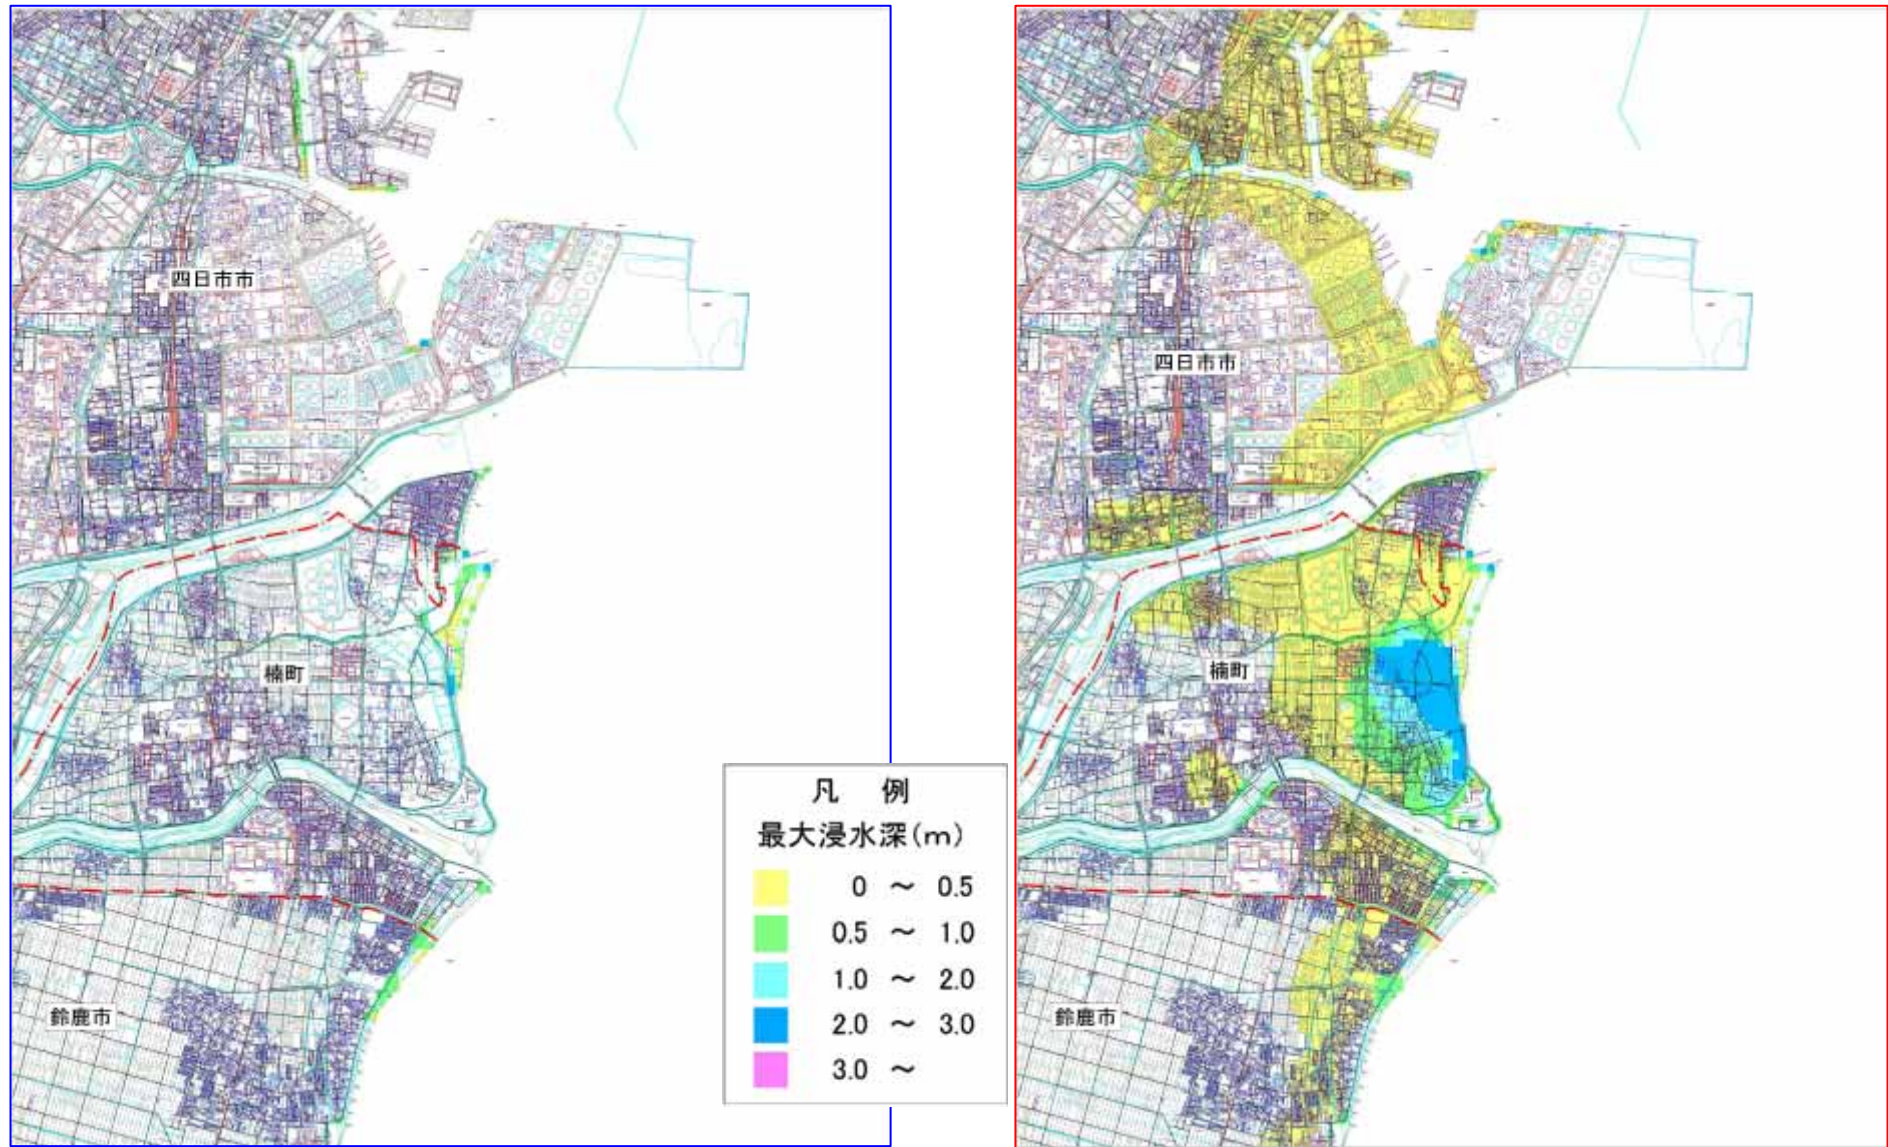 四日市市
楠町
鈴鹿市
凡 例
最大浸水深(m)
0 ～ 0.5
0.5 ～ 1.0
1.0 ～ 2.0
2.0 ～ 3.0
3.0 ～
四日市市
楠町
鈴鹿市